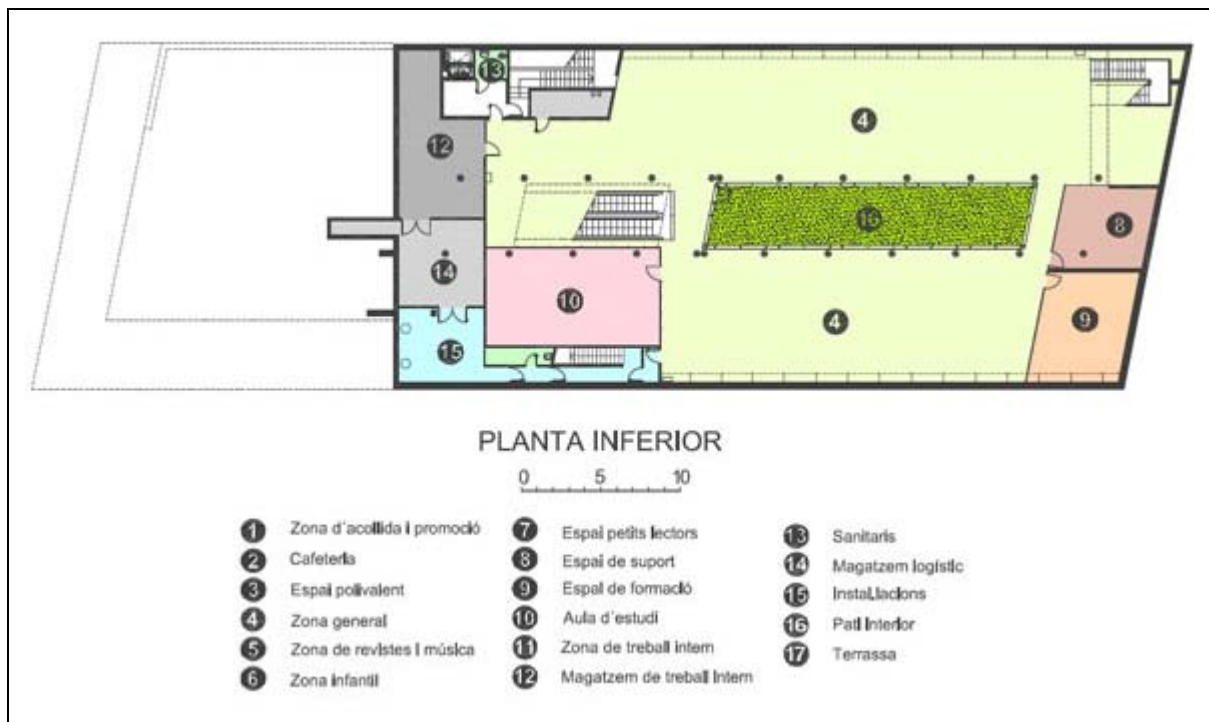 13
12
4
16
8
14
10
4
9
15
PLANTA INFERIOR
0 5 10
1 Zona d´acollida i promoció
2 Cafeteria
3 Espai polivalent
4 Zona general
5 Zona de revistes i música
6 Zona infantil
7 Espai petits lectors
8 Espai de suport
9 Espai de formació
10 Aula d´estudi
11 Zona de treball intern
12 Magatzem de treball intern
13 Sanitaris
14 Magatzem logístic
15 Instal.lacions
16 Pati interior
17 Terrassa